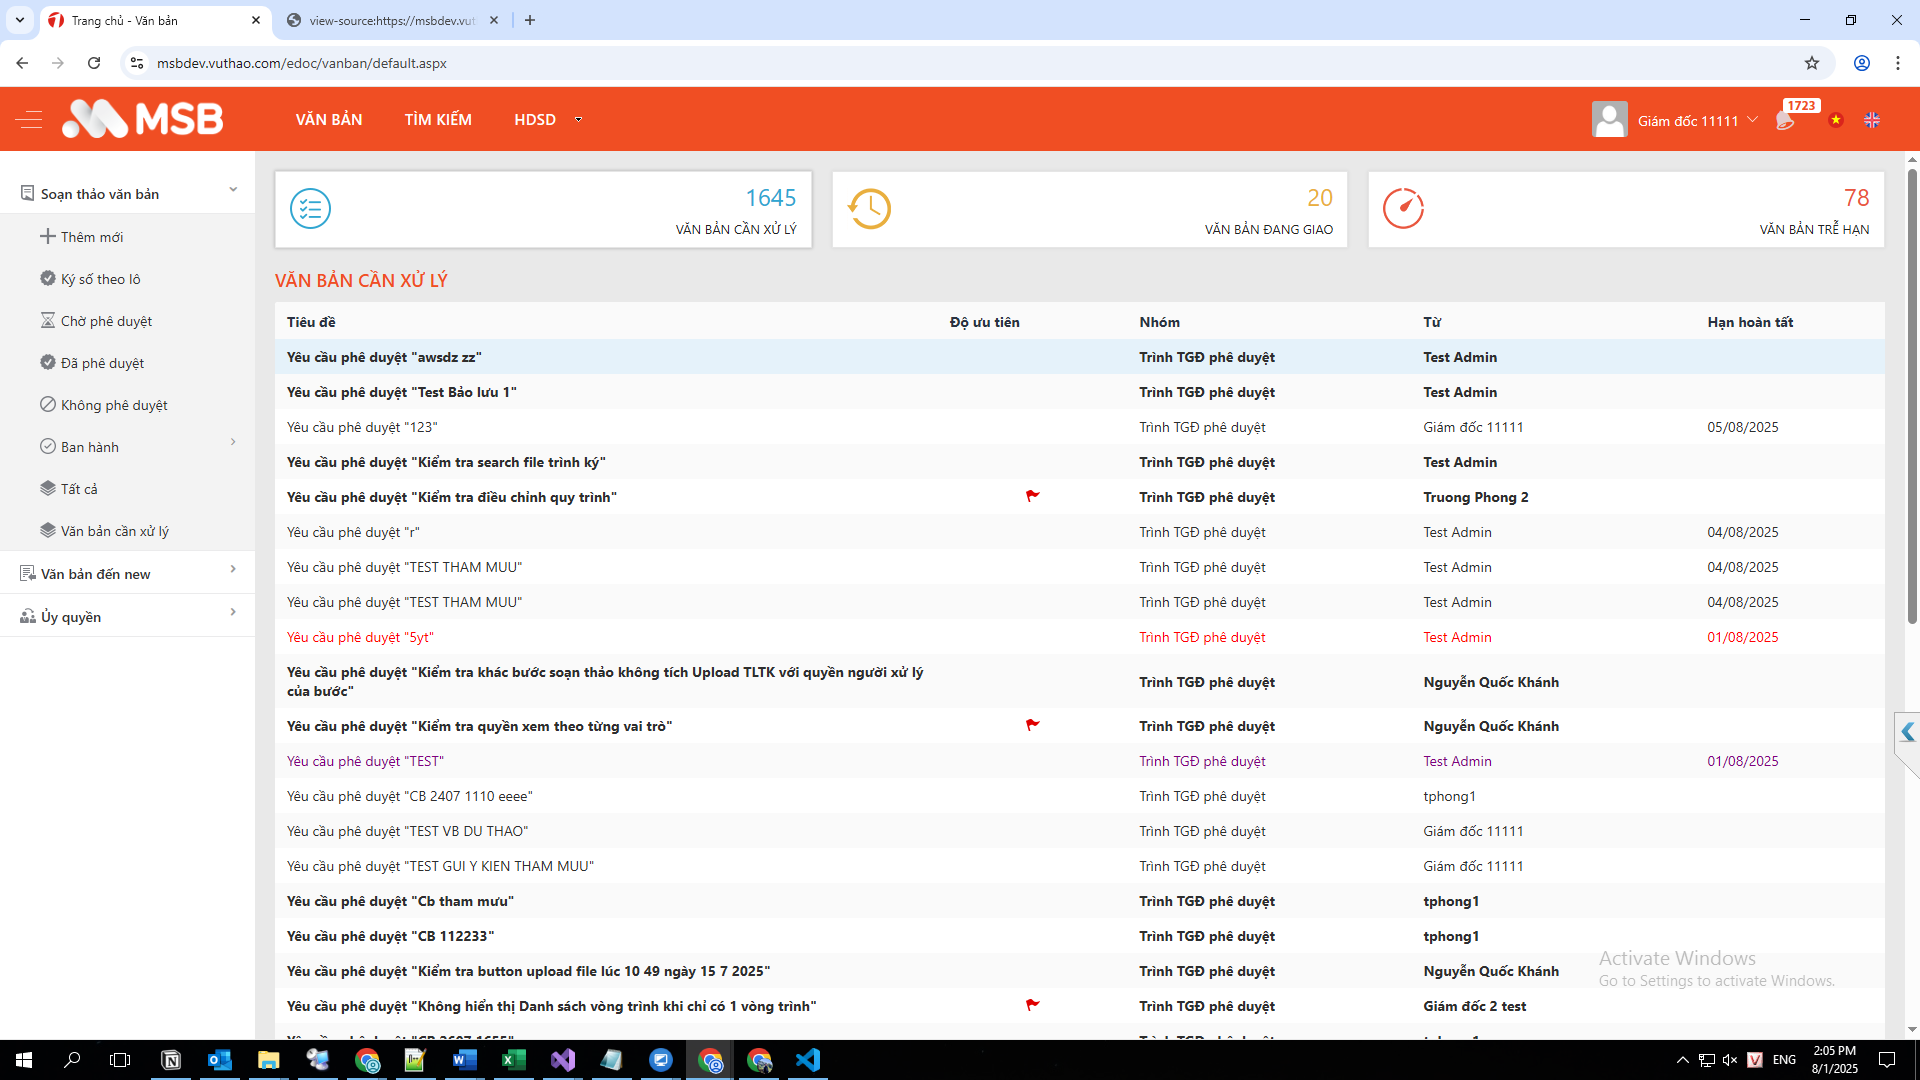 Trang chủ - Văn bản
view-source:https://msbdev.vut
msbdev.vuthao.com/edoc/vanban/default.aspx
MSB
VĂN BẢN
TÌM KIẾM
HDSD
Giám đốc 11111
1723
Soạn thảo văn bản
Thêm mới
Ký số theo lô
Chờ phê duyệt
Đã phê duyệt
Không phê duyệt
Ban hành
Tất cả
Văn bản cần xử lý
Văn bản đến new
Ủy quyền
1645
VĂN BẢN CẦN XỬ LÝ
20
VĂN BẢN ĐANG GIAO
78
VĂN BẢN TRỄ HẠN
VĂN BẢN CẦN XỬ LÝ
Tiêu đề Độ ưu tiên Nhóm Từ Hạn hoàn tất
Yêu cầu phê duyệt "awsdz zz" Trình TGĐ phê duyệt Test Admin
Yêu cầu phê duyệt "Test Bảo lưu 1" Trình TGĐ phê duyệt Test Admin
Yêu cầu phê duyệt "123" Trình TGĐ phê duyệt Giám đốc 11111 05/08/2025
Yêu cầu phê duyệt "Kiểm tra search file trình ký" Trình TGĐ phê duyệt Test Admin
Yêu cầu phê duyệt "Kiểm tra điều chỉnh quy trình" Trình TGĐ phê duyệt Truong Phong 2
Yêu cầu phê duyệt "r" Trình TGĐ phê duyệt Test Admin 04/08/2025
Yêu cầu phê duyệt "TEST THAM MUU" Trình TGĐ phê duyệt Test Admin 04/08/2025
Yêu cầu phê duyệt "TEST THAM MUU" Trình TGĐ phê duyệt Test Admin 04/08/2025
Yêu cầu phê duyệt "5yt" Trình TGĐ phê duyệt Test Admin 01/08/2025
Yêu cầu phê duyệt "Kiểm tra khác bước soạn thảo không tích Upload TLTK với quyền người xử lý
của bước" Trình TGĐ phê duyệt Nguyễn Quốc Khánh
Yêu cầu phê duyệt "Kiểm tra quyền xem theo từng vai trò" Trình TGĐ phê duyệt Nguyễn Quốc Khánh
Yêu cầu phê duyệt "TEST" Trình TGĐ phê duyệt Test Admin 01/08/2025
Yêu cầu phê duyệt "CB 2407 1110 eeee" Trình TGĐ phê duyệt tphong1
Yêu cầu phê duyệt "TEST VB DU THAO" Trình TGĐ phê duyệt Giám đốc 11111
Yêu cầu phê duyệt "TEST GUI Y KIEN THAM MUU" Trình TGĐ phê duyệt Giám đốc 11111
Yêu cầu phê duyệt "Cb tham mưu" Trình TGĐ phê duyệt tphong1
Yêu cầu phê duyệt "CB 112233" Trình TGĐ phê duyệt tphong1
Yêu cầu phê duyệt "Kiểm tra button upload file lúc 10 49 ngày 15 7 2025" Trình TGĐ phê duyệt Nguyễn Quốc Khánh
Yêu cầu phê duyệt "Không hiển thị Danh sách vòng trình khi chỉ có 1 vòng trình" Trình TGĐ phê duyệt Giám đốc 2 test
Activate Windows
Go to Settings to activate Windows.
ENG
2:05 PM
8/1/2025